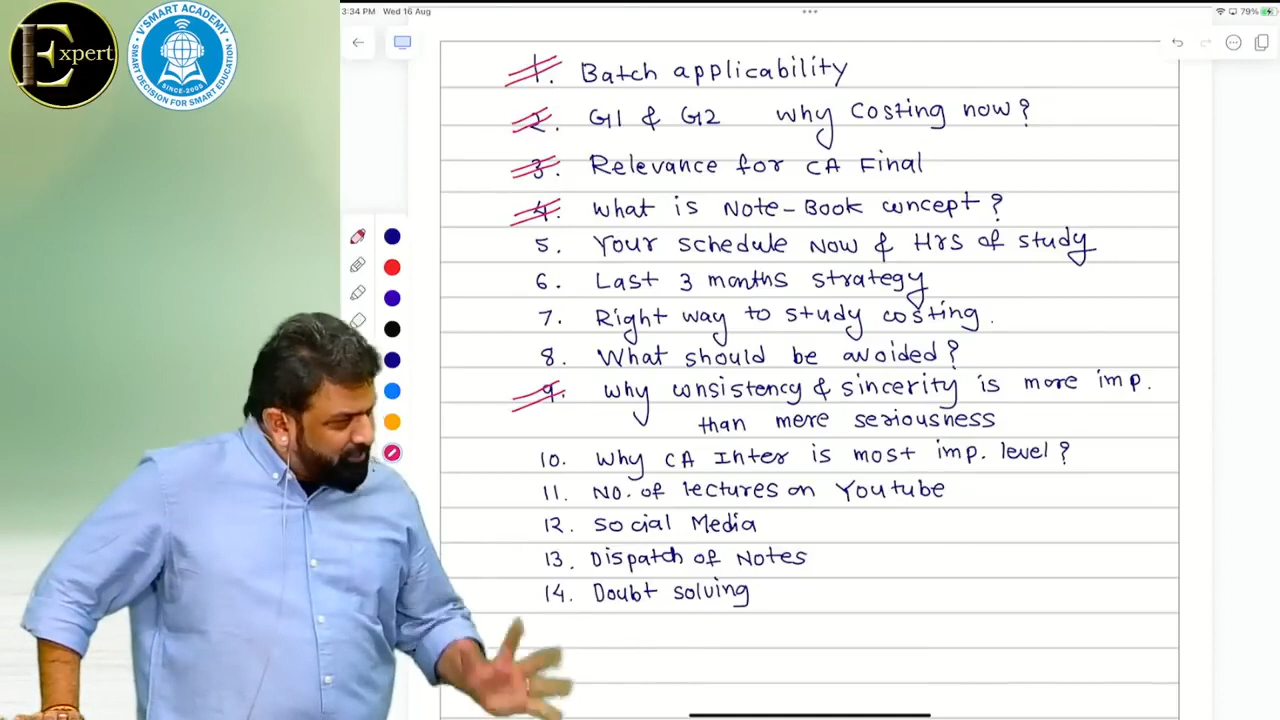 3:34 PM Wed 16 Aug
79%
Expert
V'SMART ACADEMY
SINCE-2005
SMART DECISION FOR SMART EDUCATION
1. Batch applicability
2. G1 & G2 why costing now?
3. Relevance for CA Final
4. What is Note-Book concept?
5. Your schedule Now & Hrs of study
6. Last 3 months strategy
7. Right way to study costing.
8. What should be avoided?
9. Why consistency & sincerity is more imp.
than mere seriousness
10. Why CA Inter is most imp. level?
11. No. of lectures on Youtube
12. Social Media
13. Dispatch of Notes
14. Doubt solving